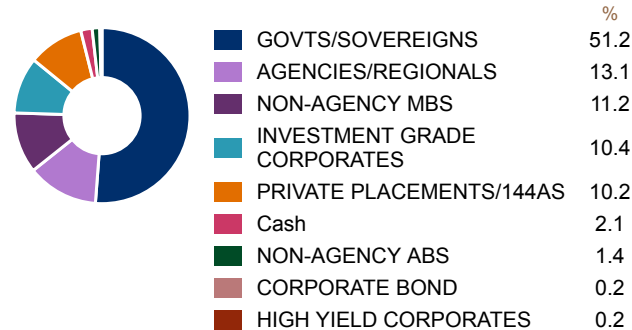 %
GOVTS/SOVEREIGNS 51.2
AGENCIES/REGIONALS 13.1
NON-AGENCY MBS 11.2
INVESTMENT GRADE
CORPORATES 10.4
PRIVATE PLACEMENTS/144AS 10.2
Cash 2.1
NON-AGENCY ABS 1.4
CORPORATE BOND 0.2
HIGH YIELD CORPORATES 0.2